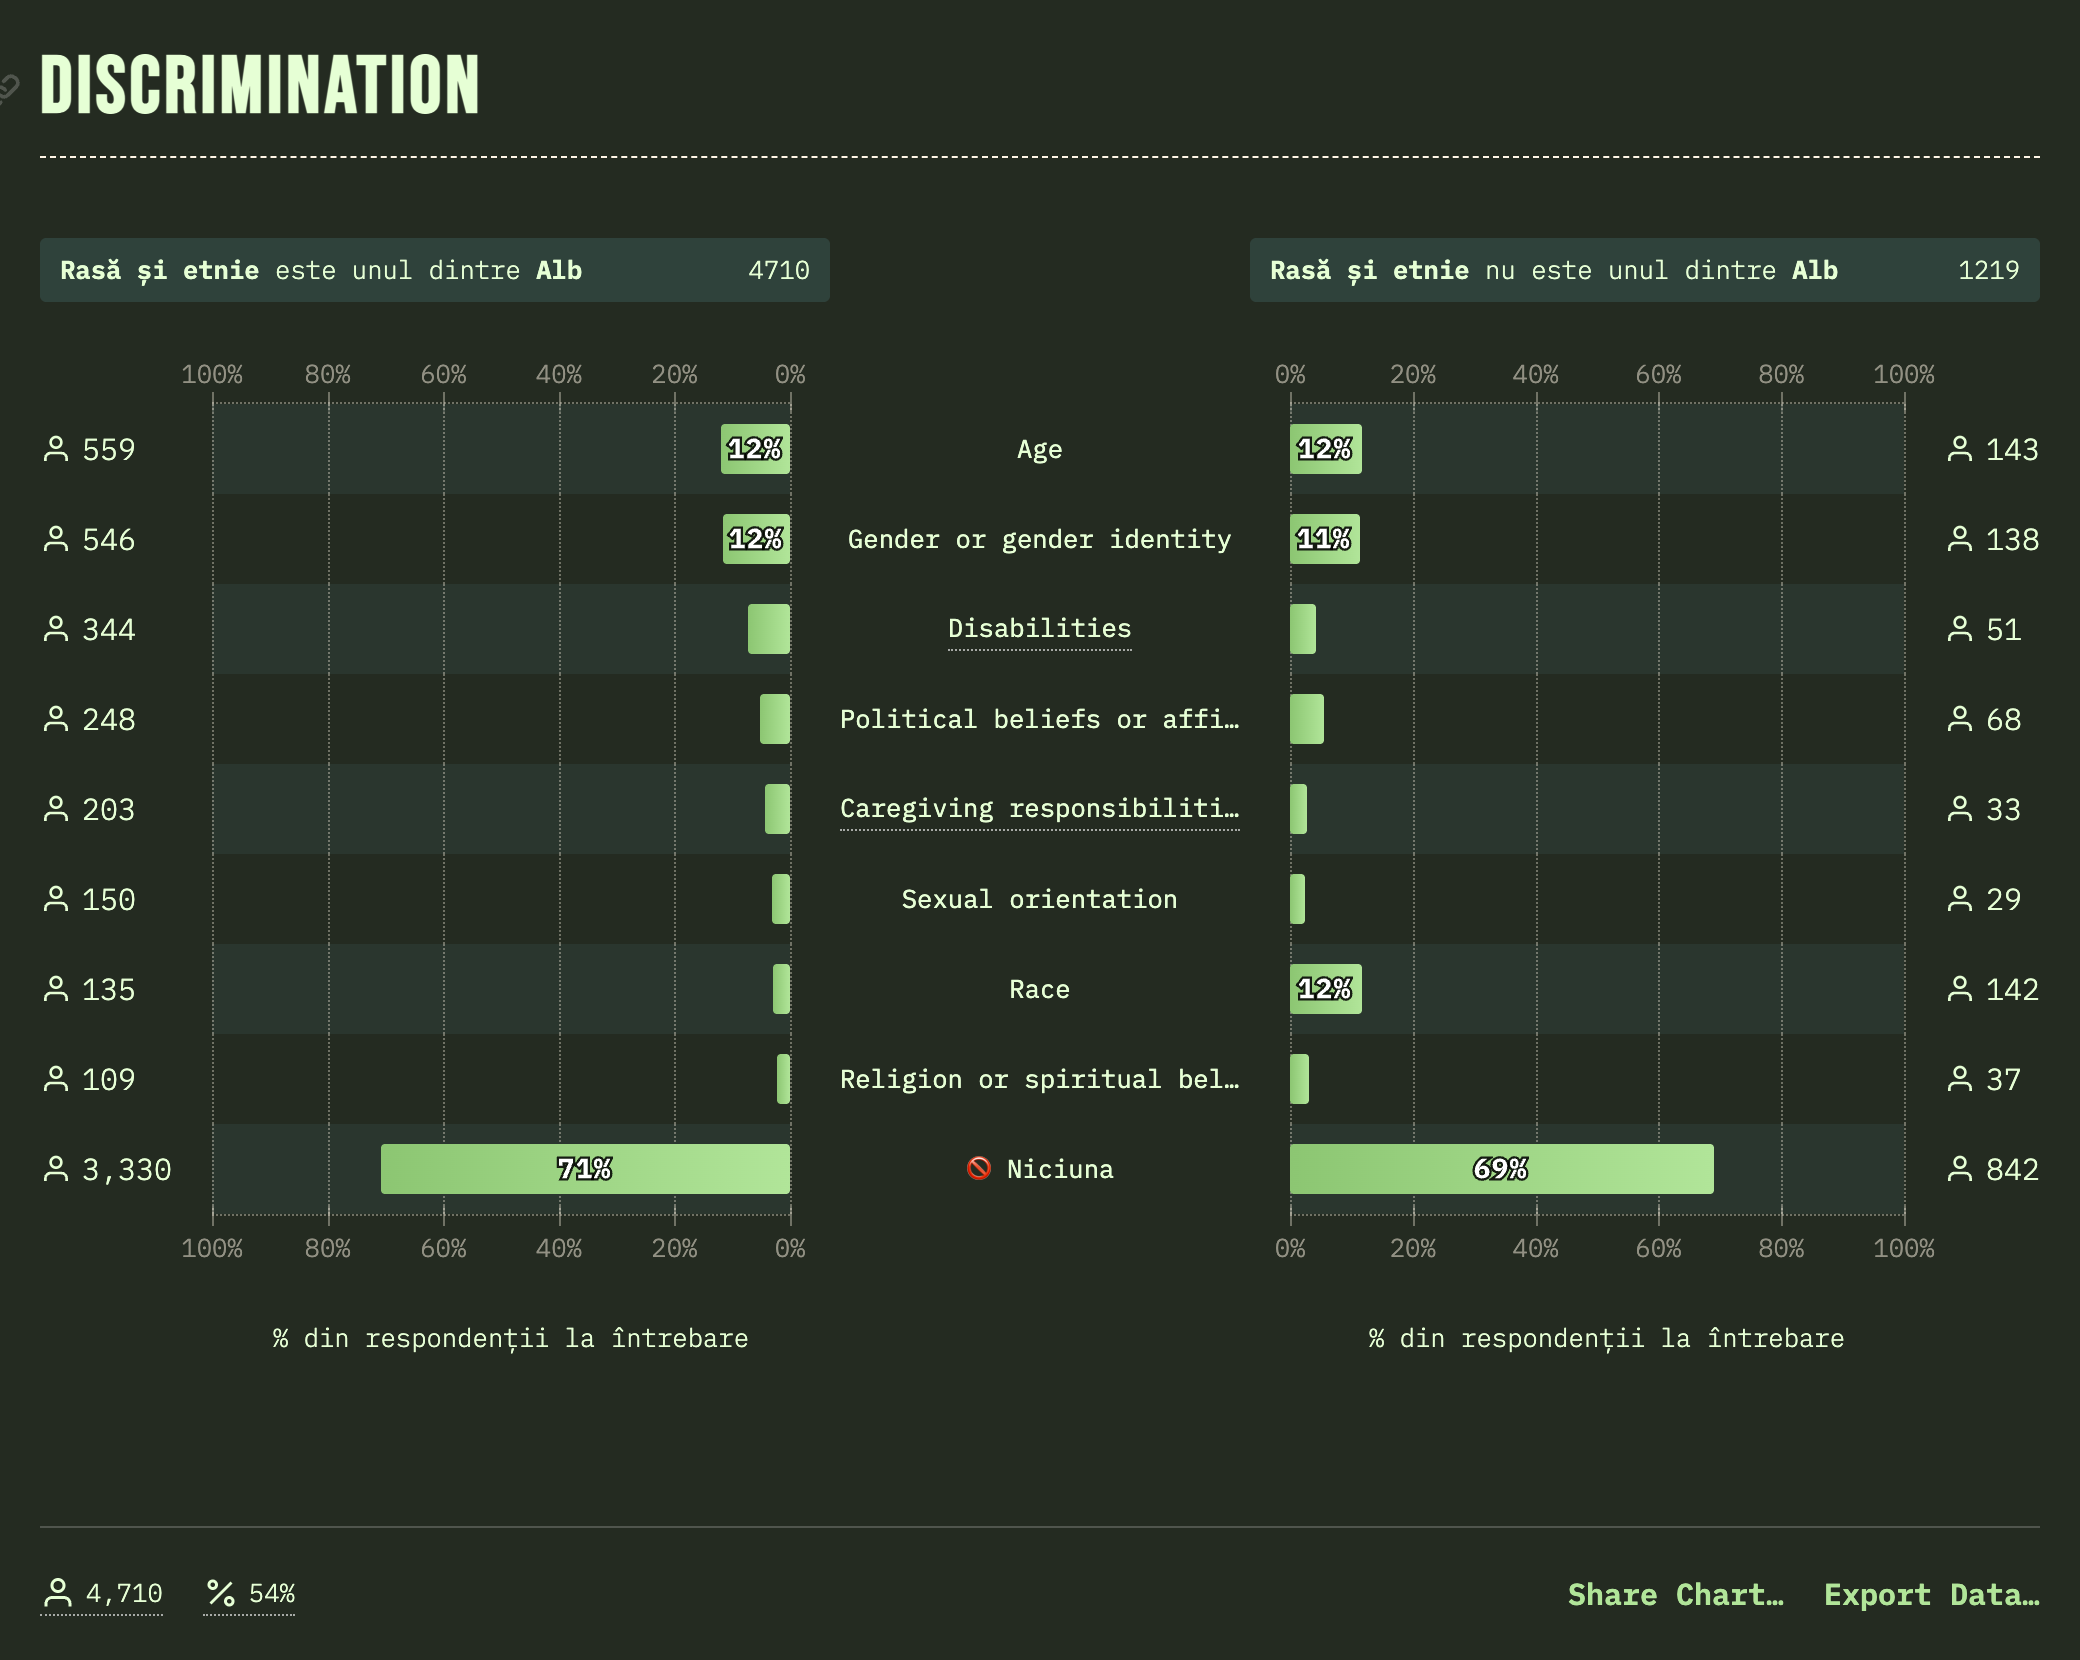 DISCRIMINATION
Rasă și etnie este unul dintre Alb 4710
Rasă și etnie nu este unul dintre Alb 1219
100% 80% 60% 40% 20% 0%
0% 20% 40% 60% 80% 100%
559 12% Age 12% 143
546 12% Gender or gender identity 11% 138
344 Disabilities 51
248 Political beliefs or affi… 68
203 Caregiving responsibiliti… 33
150 Sexual orientation 29
135 Race 12% 142
109 Religion or spiritual bel… 37
3,330 71% Niciuna 69% 842
100% 80% 60% 40% 20% 0%
0% 20% 40% 60% 80% 100%
% din respondenții la întrebare
% din respondenții la întrebare
4,710 54%
Share Chart… Export Data…